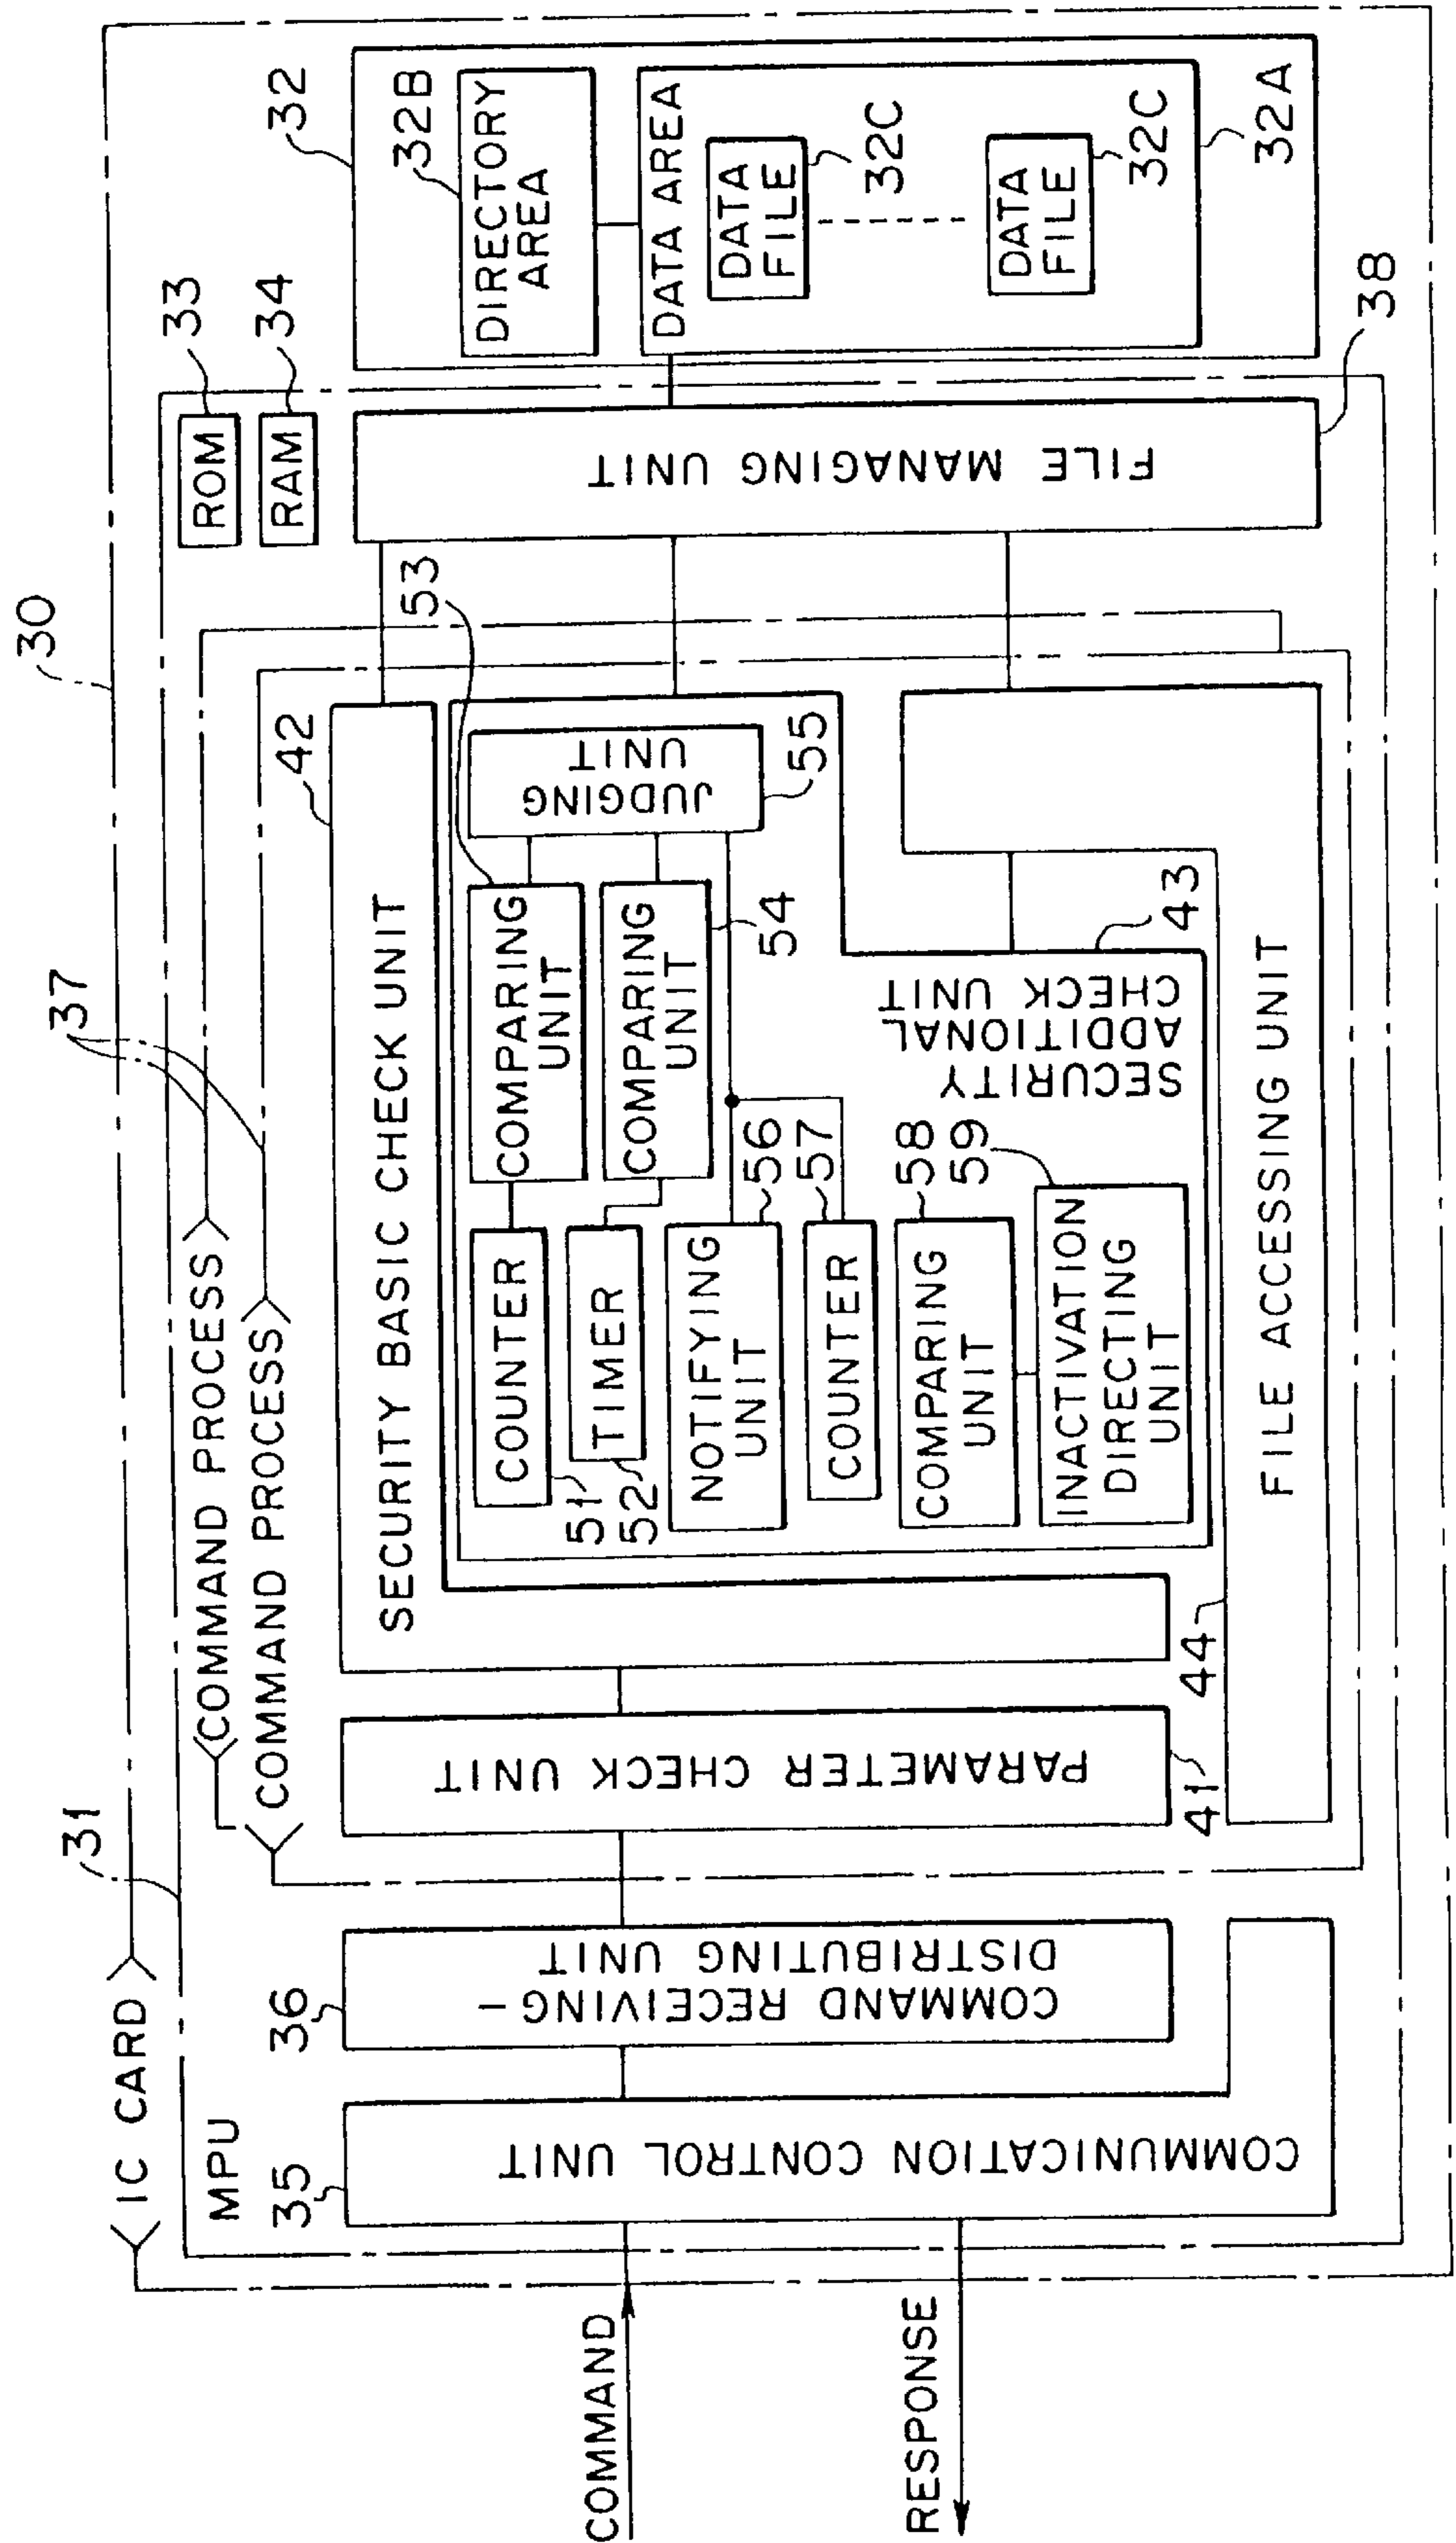 30
< IC CARD >
31
MPU
ROM
33
RAM
34
37
< COMMAND PROCESS >
< COMMAND PROCESS >
COMMAND
RESPONSE
35
COMMUNICATION CONTROL UNIT
36
COMMAND RECEIVING-
DISTRIBUTING UNIT
PARAMETER CHECK UNIT
41
42
SECURITY BASIC CHECK UNIT
COUNTER
51
COMPARING
UNIT
53
TIMER
52
COMPARING
UNIT
54
JUDGING
UNIT
55
NOTIFYING
UNIT
56
COUNTER
57
COMPARING
UNIT
58
INACTIVATION
DIRECTING
UNIT
59
SECURITY
ADDITIONAL
CHECK UNIT
43
44
FILE ACCESSING UNIT
FILE MANAGING UNIT
38
32
DIRECTORY
AREA
32B
DATA AREA
DATA
FILE
32C
DATA
FILE
32C
32A